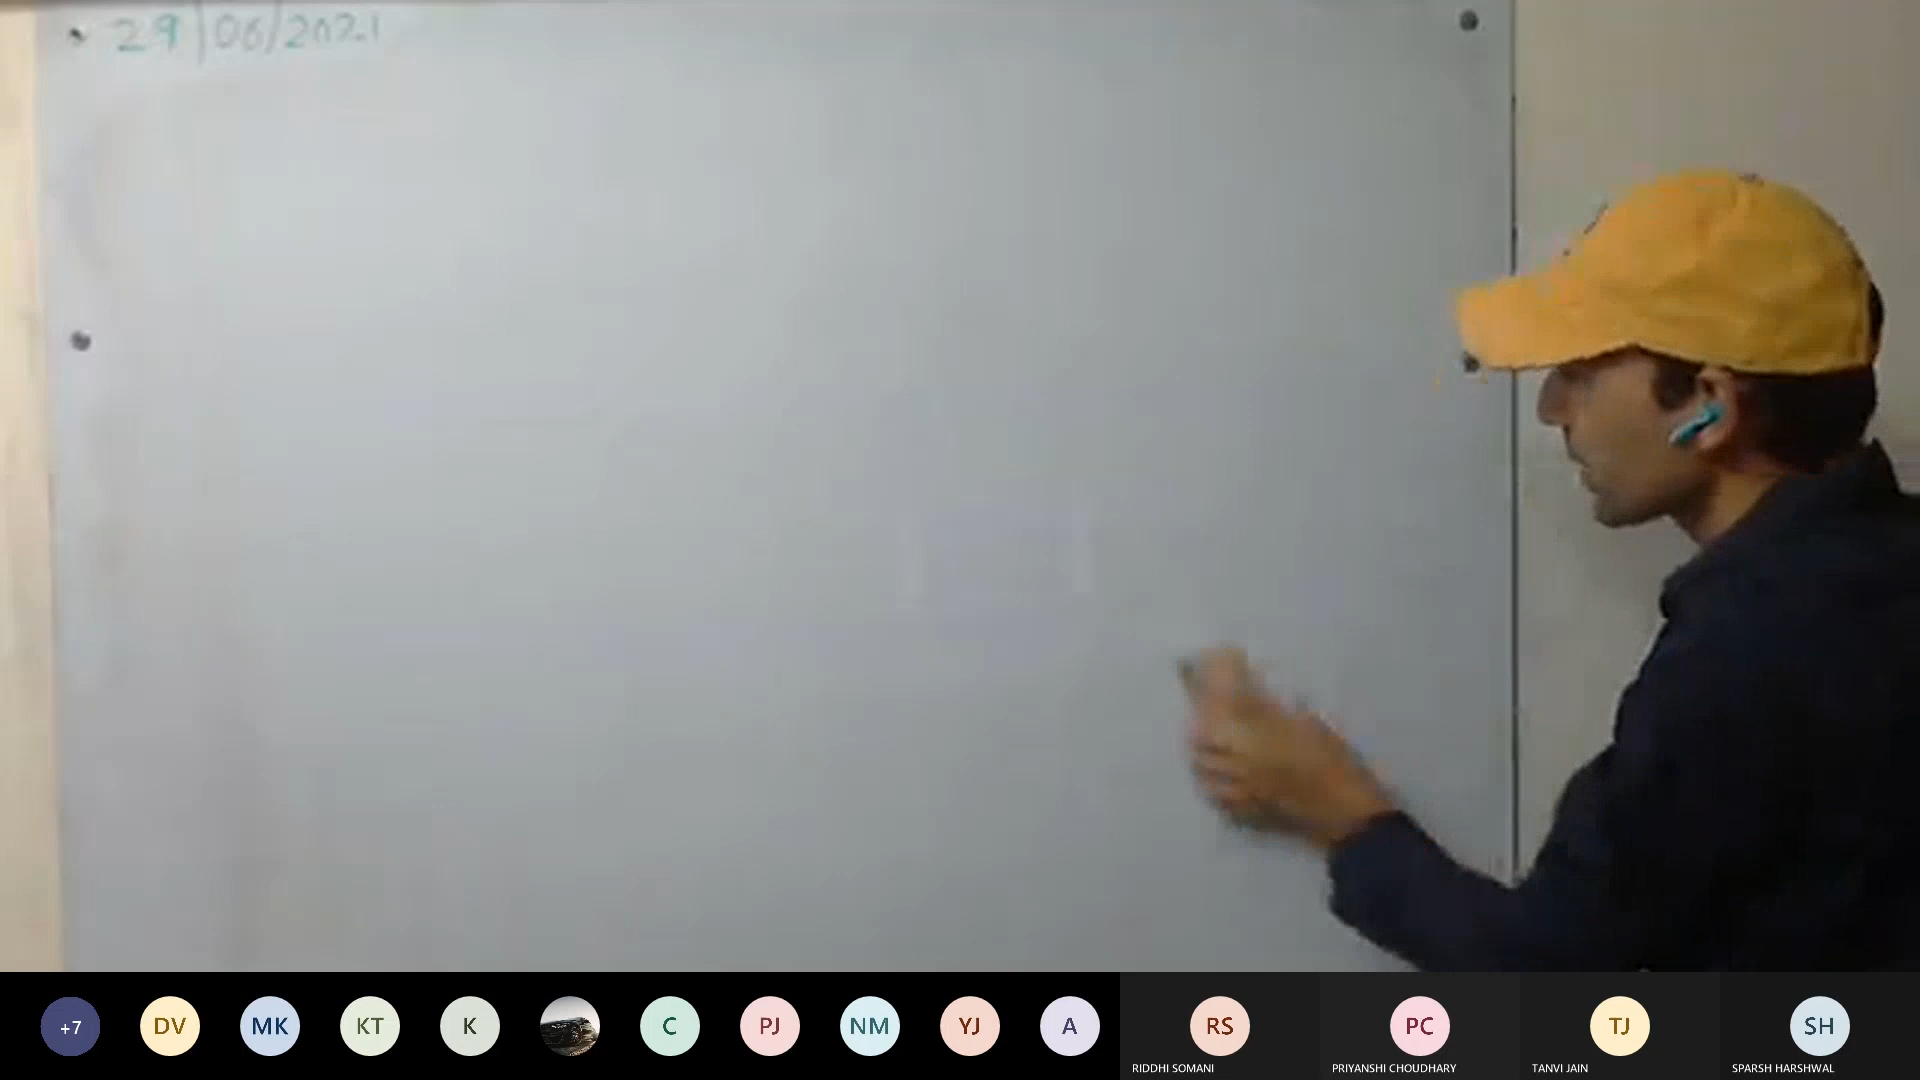 29/06/2021
+7
DV
MK
KT
K
C
PJ
NM
YJ
A
RS
PC
TJ
SH
RIDDHI SOMANI
PRIYANSHI CHOUDHARY
TANVI JAIN
SPARSH HARSHWAL